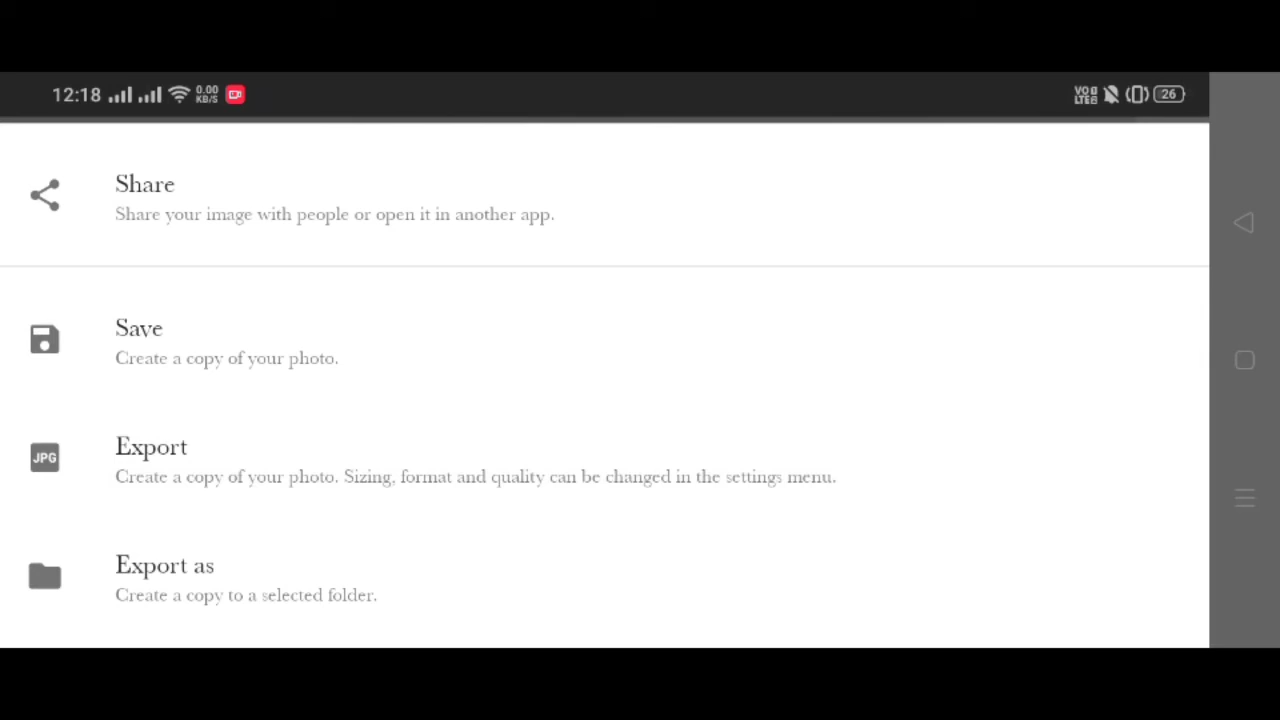 12:18 0.00 KB/S VO LTE 26
Share
Share your image with people or open it in another app.
Save
Create a copy of your photo.
JPG
Export
Create a copy of your photo. Sizing, format and quality can be changed in the settings menu.
Export as
Create a copy to a selected folder.